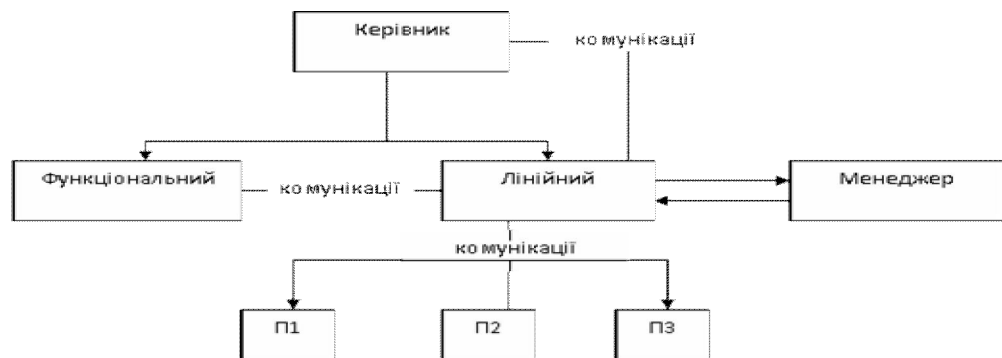 Керівник
комунікації
Функціональний
комунікації
Лінійний
Менеджер
комунікації
П1
П2
П3